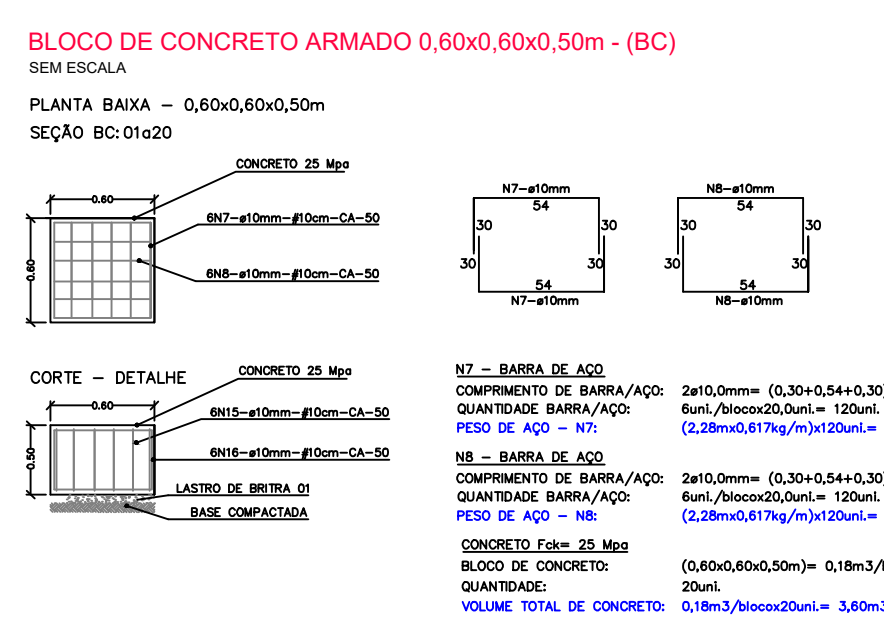 BLOCO DE CONCRETO ARMADO 0,60x0,60x0,50m - (BC)
SEM ESCALA
PLANTA BAIXA – 0,60x0,60x0,50m
SEÇÃO BC: 01a20
CONCRETO 25 Mpa
0.60
6N7–ø10mm–#10cm–CA–50
0.60
6N8–ø10mm–#10cm–CA–50
N7–ø10mm
54
30
30
30
30
54
N7–ø10mm
N8–ø10mm
54
30
30
30
30
54
N8–ø10mm
CORTE – DETALHE
CONCRETO 25 Mpa
0.60
6N15–ø10mm–#10cm–CA–50
0.50
6N16–ø10mm–#10cm–CA–50
LASTRO DE BRITRA 01
BASE COMPACTADA
N7 – BARRA DE AÇO
COMPRIMENTO DE BARRA/AÇO: 2ø10,0mm= (0,30+0,54+0,30)
QUANTIDADE BARRA/AÇO: 6uni./blocox20,0uni.= 120uni.
PESO DE AÇO – N7: (2,28mx0,617kg/m)x120uni.=
N8 – BARRA DE AÇO
COMPRIMENTO DE BARRA/AÇO: 2ø10,0mm= (0,30+0,54+0,30)
QUANTIDADE BARRA/AÇO: 6uni./blocox20,0uni.= 120uni.
PESO DE AÇO – N8: (2,28mx0,617kg/m)x120uni.=
CONCRETO Fck= 25 Mpa
BLOCO DE CONCRETO: (0,60x0,60x0,50m)= 0,18m3/
QUANTIDADE: 20uni.
VOLUME TOTAL DE CONCRETO: 0,18m3/blocox20uni.= 3,60m3